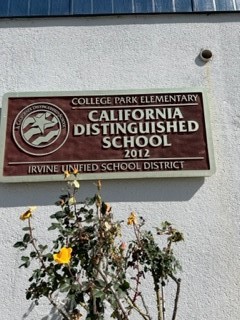 COLLEGE PARK ELEMENTARY
CALIFORNIA
DISTINGUISHED
SCHOOL
2012
IRVINE UNIFIED SCHOOL DISTRICT